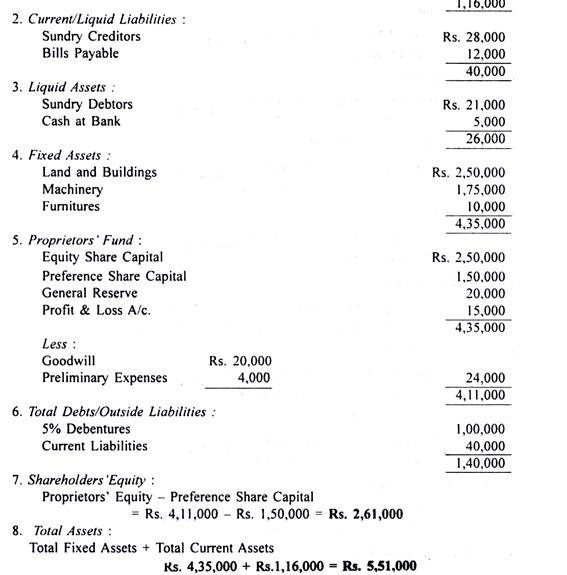 1,16,000
2. Current/Liquid Liabilities :
Sundry Creditors Rs. 28,000
Bills Payable 12,000
40,000
3. Liquid Assets :
Sundry Debtors Rs. 21,000
Cash at Bank 5,000
26,000
4. Fixed Assets :
Land and Buildings Rs. 2,50,000
Machinery 1,75,000
Furnitures 10,000
4,35,000
5. Proprietors' Fund :
Equity Share Capital Rs. 2,50,000
Preference Share Capital 1,50,000
General Reserve 20,000
Profit & Loss A/c. 15,000
4,35,000
Less :
Goodwill Rs. 20,000
Preliminary Expenses 4,000 24,000
4,11,000
6. Total Debts/Outside Liabilities :
5% Debentures 1,00,000
Current Liabilities 40,000
1,40,000
7. Shareholders' Equity :
Proprietors' Equity – Preference Share Capital
= Rs. 4,11,000 – Rs. 1,50,000 = Rs. 2,61,000
8. Total Assets :
Total Fixed Assets + Total Current Assets
Rs. 4,35,000 + Rs.1,16,000 = Rs. 5,51,000